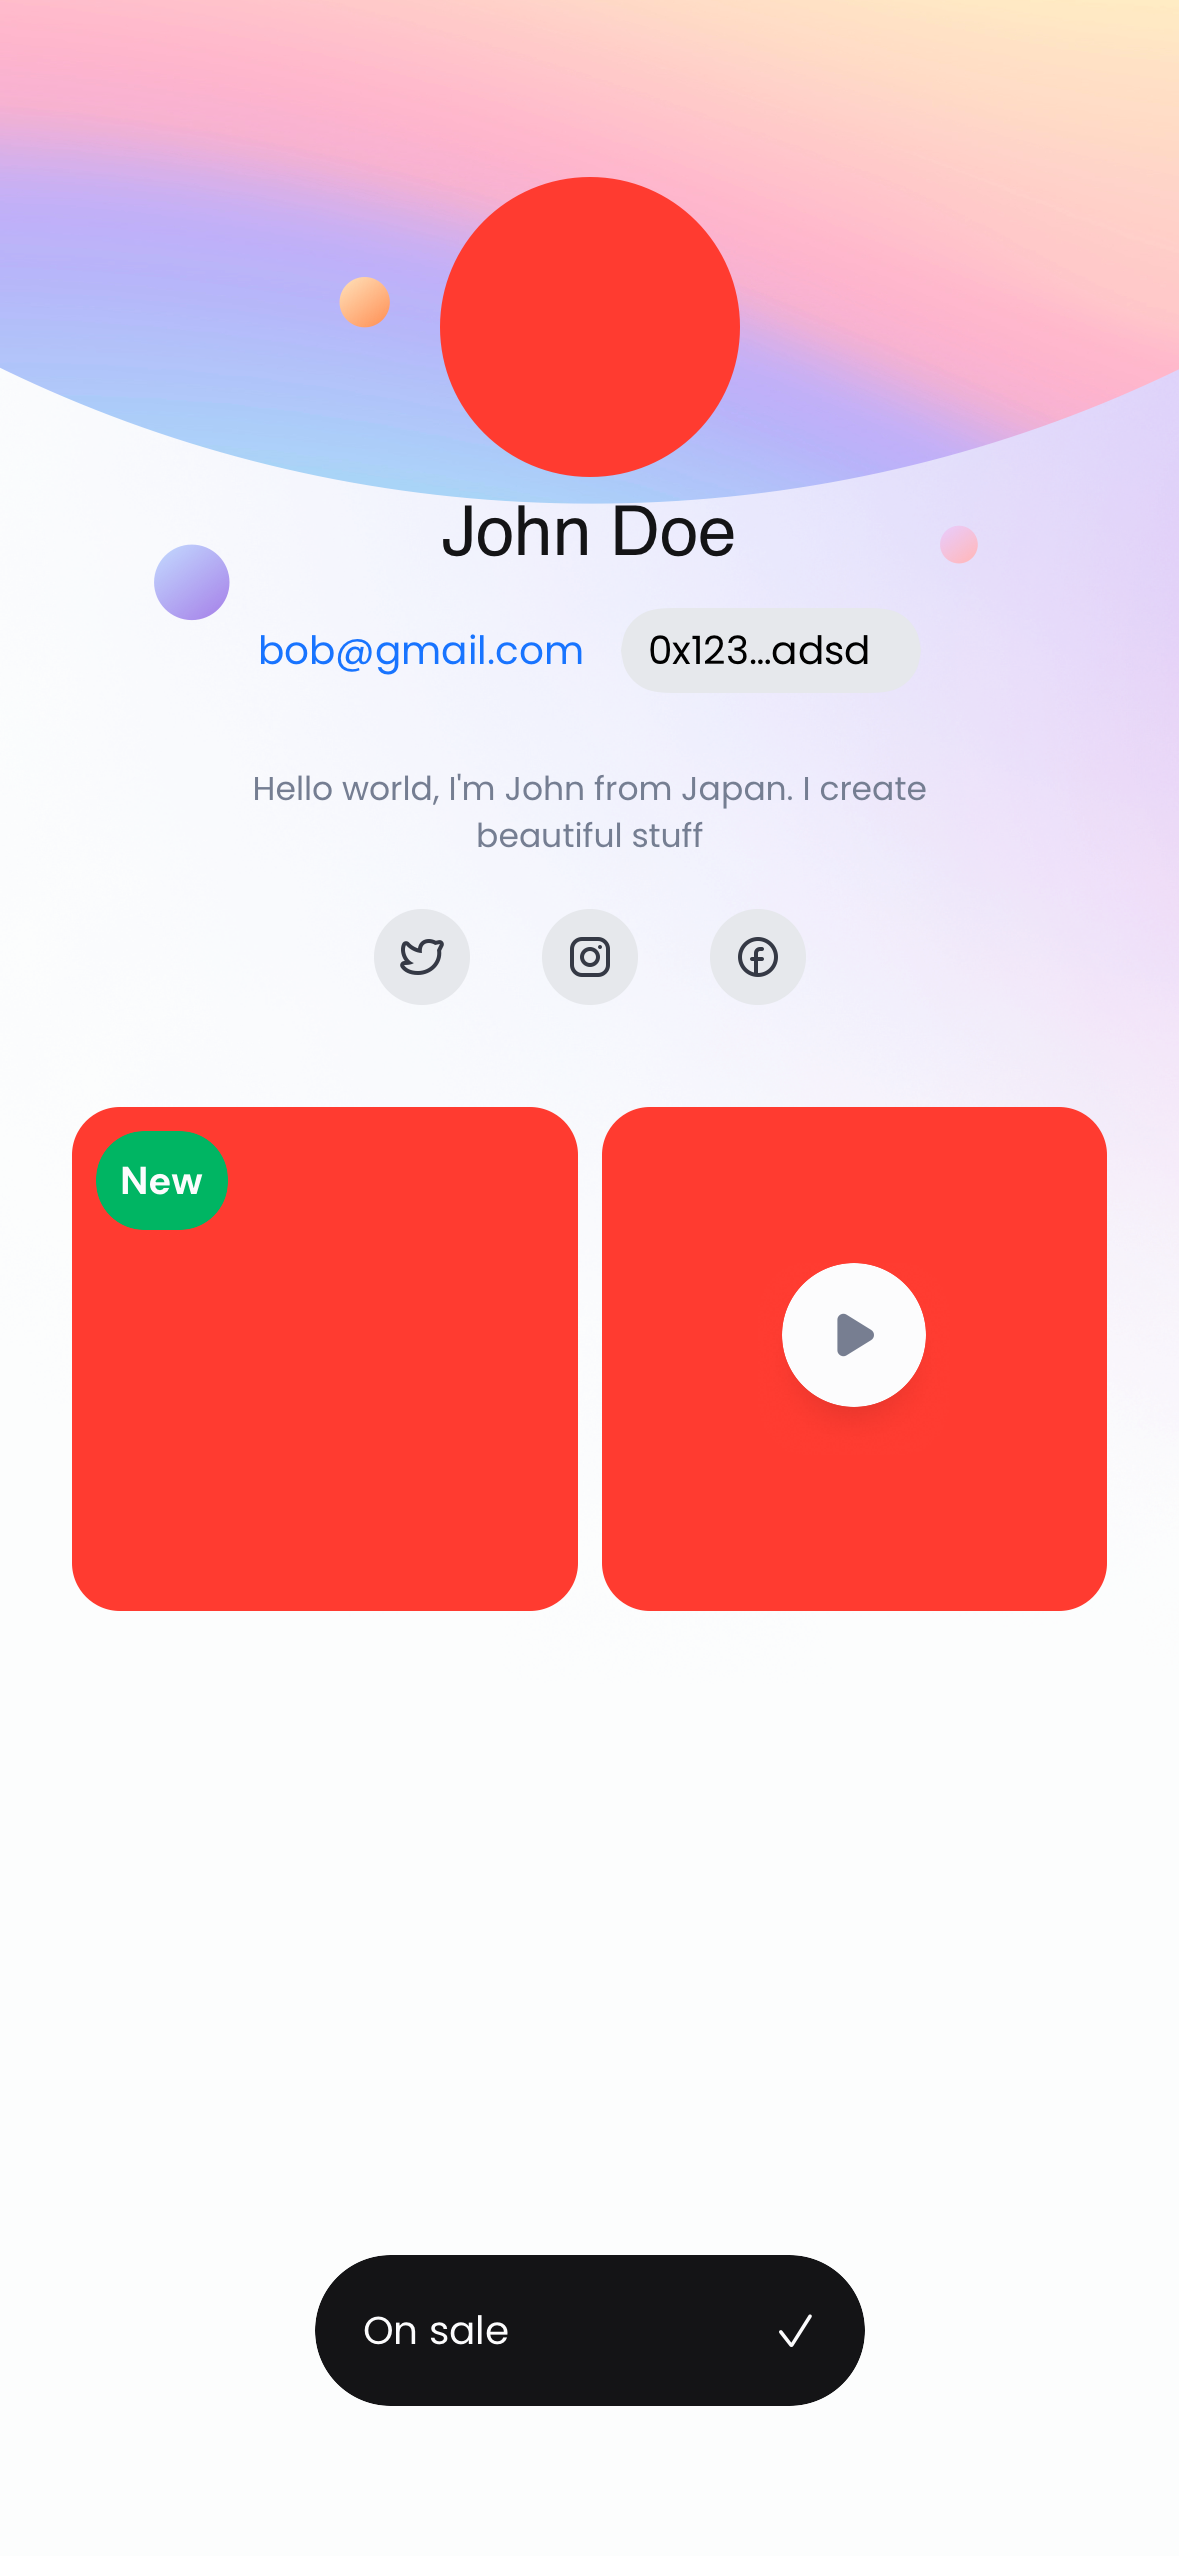 John Doe
bob@gmail.com 0x123...adsd
Hello world, I'm John from Japan. I create
beautiful stuff
New
On sale